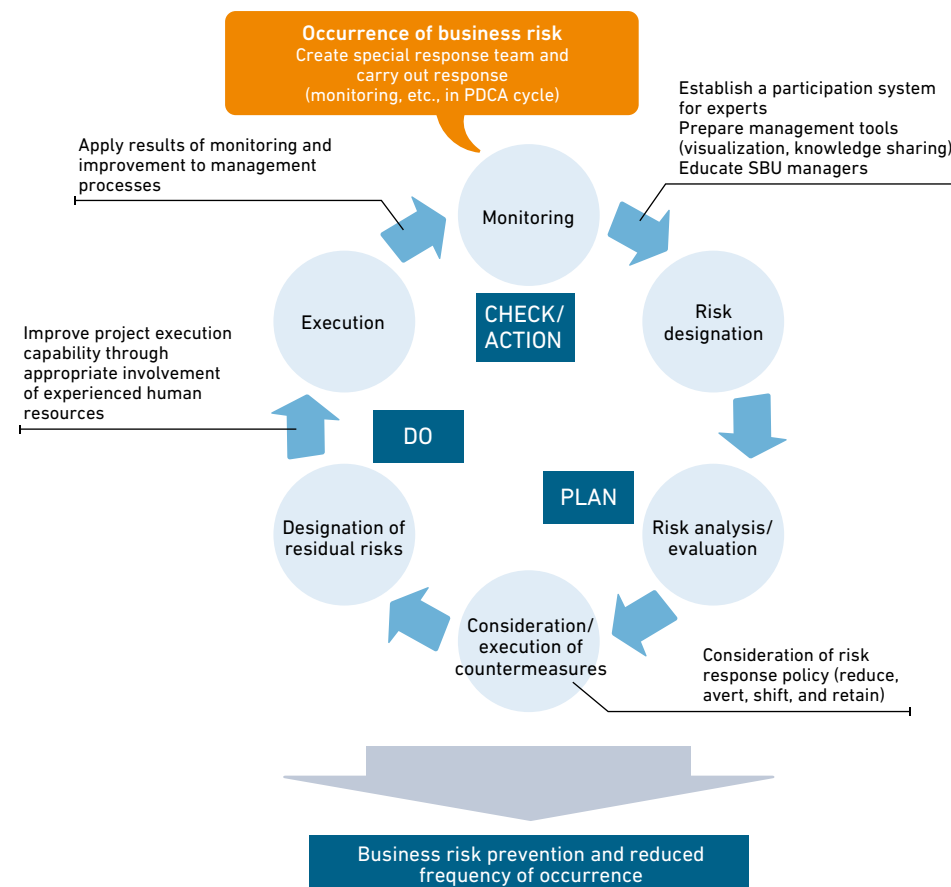 Occurrence of business risk
Create special response team and
carry out response
(monitoring, etc., in PDCA cycle)
Establish a participation system
for experts
Prepare management tools
(visualization, knowledge sharing)
Educate SBU managers
Apply results of monitoring and
improvement to management
processes
Monitoring
Execution
CHECK/
ACTION
Risk
designation
Improve project execution
capability through
appropriate involvement
of experienced human
resources
DO
PLAN
Designation of
residual risks
Risk analysis/
evaluation
Consideration/
execution of
countermeasures
Consideration of risk
response policy (reduce,
avert, shift, and retain)
Business risk prevention and reduced
frequency of occurrence